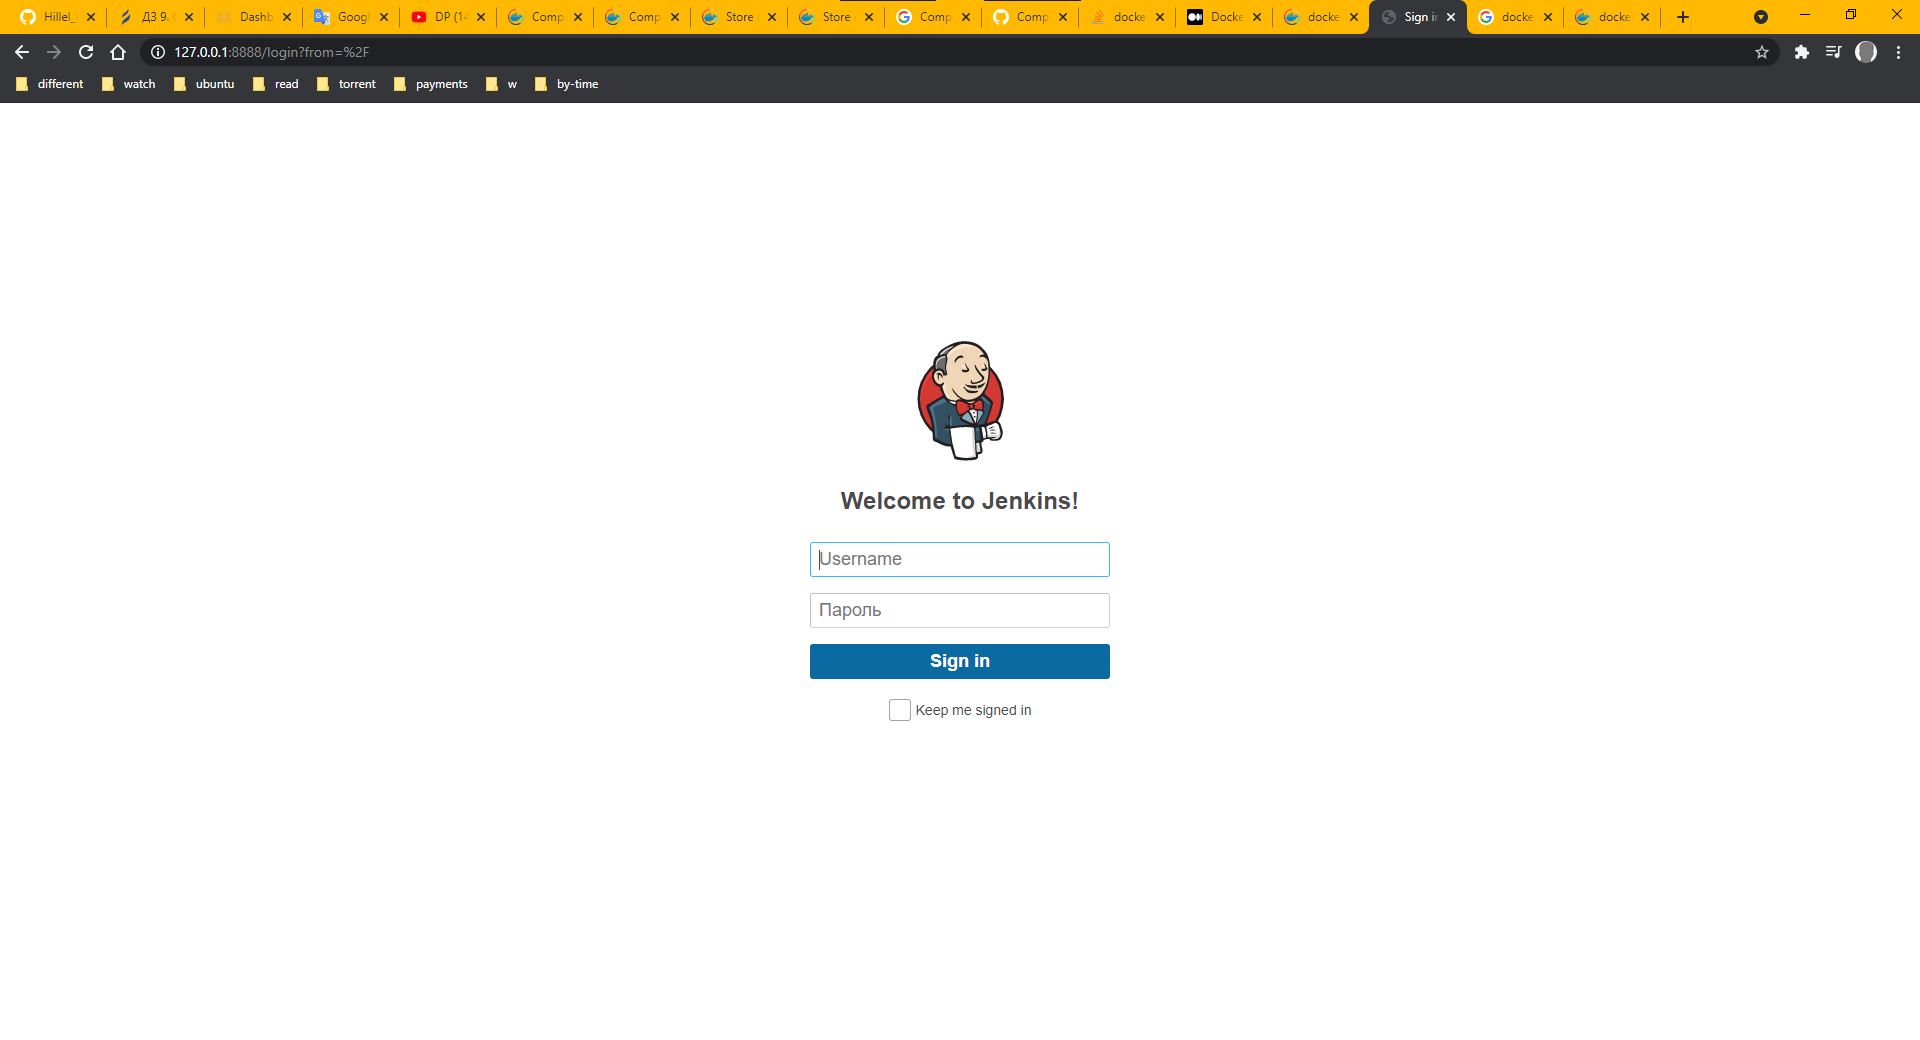 Hillel_ ДЗ 9. Dashb Googl DP (14 Comp Comp Store Store Comp Comp docke Docke docke Sign in docke docke
127.0.0.1:8888/login?from=%2F
different watch ubuntu read torrent payments w by-time
Welcome to Jenkins!
Username
Пароль
Sign in
Keep me signed in